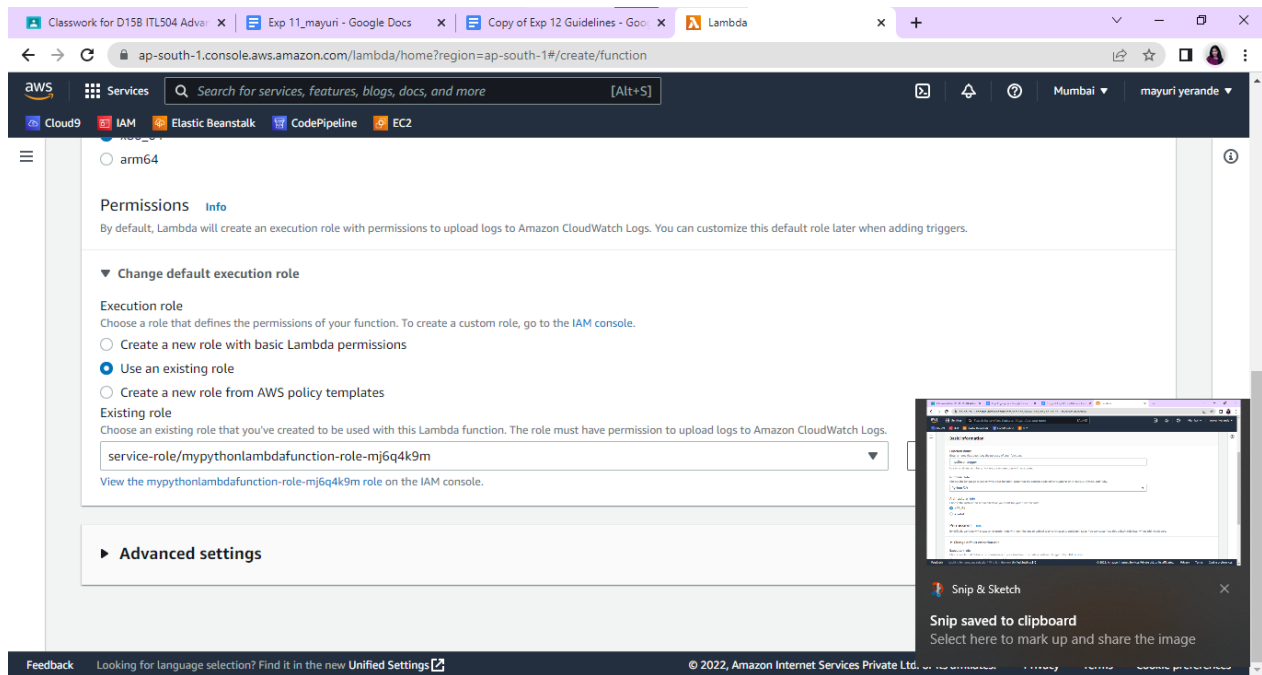 Classwork for D15B ITL504 Advan
Exp 11_mayuri - Google Docs
Copy of Exp 12 Guidelines - Goo
Lambda
ap-south-1.console.aws.amazon.com/lambda/home?region=ap-south-1#/create/function
aws
Services
Search for services, features, blogs, docs, and more
[Alt+S]
Mumbai
mayuri yerande
Cloud9
IAM
Elastic Beanstalk
CodePipeline
EC2
arm64
Permissions Info
By default, Lambda will create an execution role with permissions to upload logs to Amazon CloudWatch Logs. You can customize this default role later when adding triggers.
Change default execution role
Execution role
Choose a role that defines the permissions of your function. To create a custom role, go to the IAM console.
Create a new role with basic Lambda permissions
Use an existing role
Create a new role from AWS policy templates
Existing role
Choose an existing role that you've created to be used with this Lambda function. The role must have permission to upload logs to Amazon CloudWatch Logs.
service-role/mypythonlambdafunction-role-mj6q4k9m
View the mypythonlambdafunction-role-mj6q4k9m role on the IAM console.
Advanced settings
Snip & Sketch
Snip saved to clipboard
Select here to mark up and share the image
Feedback
Looking for language selection? Find it in the new Unified Settings
© 2022, Amazon Internet Services Private Ltd. or its affiliates.
Privacy
Terms
Cookie preferences